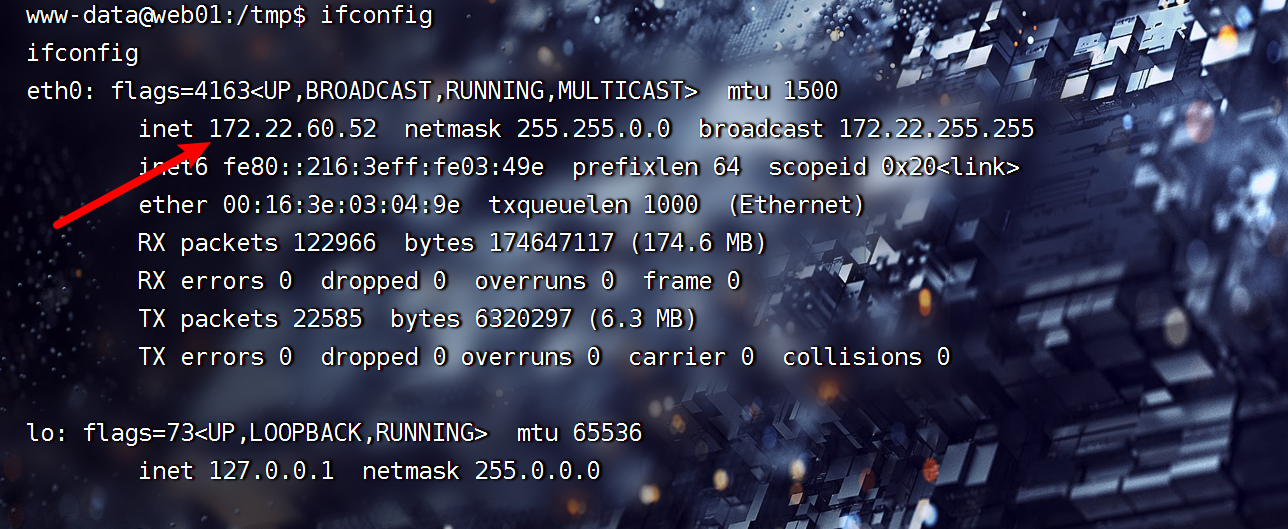 www-data@web01:/tmp$ ifconfig
ifconfig
eth0: flags=4163<UP,BROADCAST,RUNNING,MULTICAST>  mtu 1500
        inet 172.22.60.52  netmask 255.255.0.0  broadcast 172.22.255.255
        inet6 fe80::216:3eff:fe03:49e  prefixlen 64  scopeid 0x20<link>
        ether 00:16:3e:03:04:9e  txqueuelen 1000  (Ethernet)
        RX packets 122966  bytes 174647117 (174.6 MB)
        RX errors 0  dropped 0  overruns 0  frame 0
        TX packets 22585  bytes 6320297 (6.3 MB)
        TX errors 0  dropped 0 overruns 0  carrier 0  collisions 0

lo: flags=73<UP,LOOPBACK,RUNNING>  mtu 65536
        inet 127.0.0.1  netmask 255.0.0.0